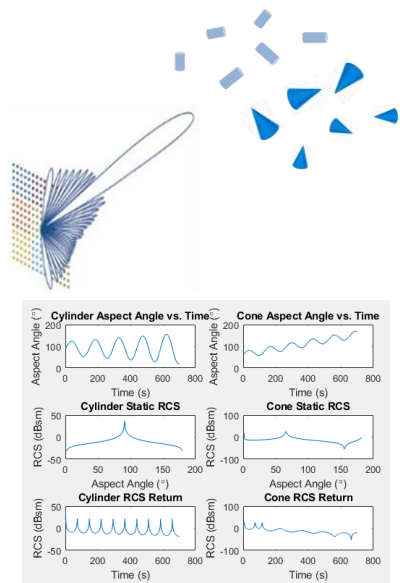 Cylinder Aspect Angle vs. Time
Cone Aspect Angle vs. Time
Aspect Angle (°)
200
100
0
0 200 400 600 800
Time (s)
Aspect Angle (°)
200
100
0
0 200 400 600 800
Time (s)
Cylinder Static RCS
Cone Static RCS
RCS (dBsm)
50
0
-50
0 50 100 150 200
Aspect Angle (°)
RCS (dBsm)
100
0
-100
0 50 100 150 200
Aspect Angle (°)
Cylinder RCS Return
Cone RCS Return
RCS (dBsm)
50
0
-50
0 200 400 600 800
Time (s)
RCS (dBsm)
100
0
-100
0 200 400 600 800
Time (s)